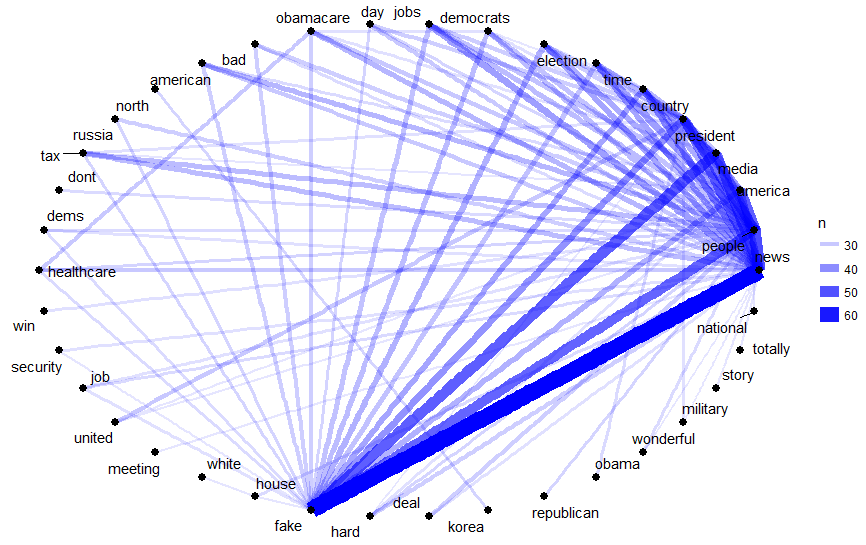 obamacare
day
jobs
democrats
bad
election
american
time
north
country
russia
president
tax
media
dont
america
dems
people
news
healthcare
n
30
40
50
60
win
national
security
totally
job
story
united
military
meeting
white
wonderful
house
obama
fake
hard
deal
korea
republican